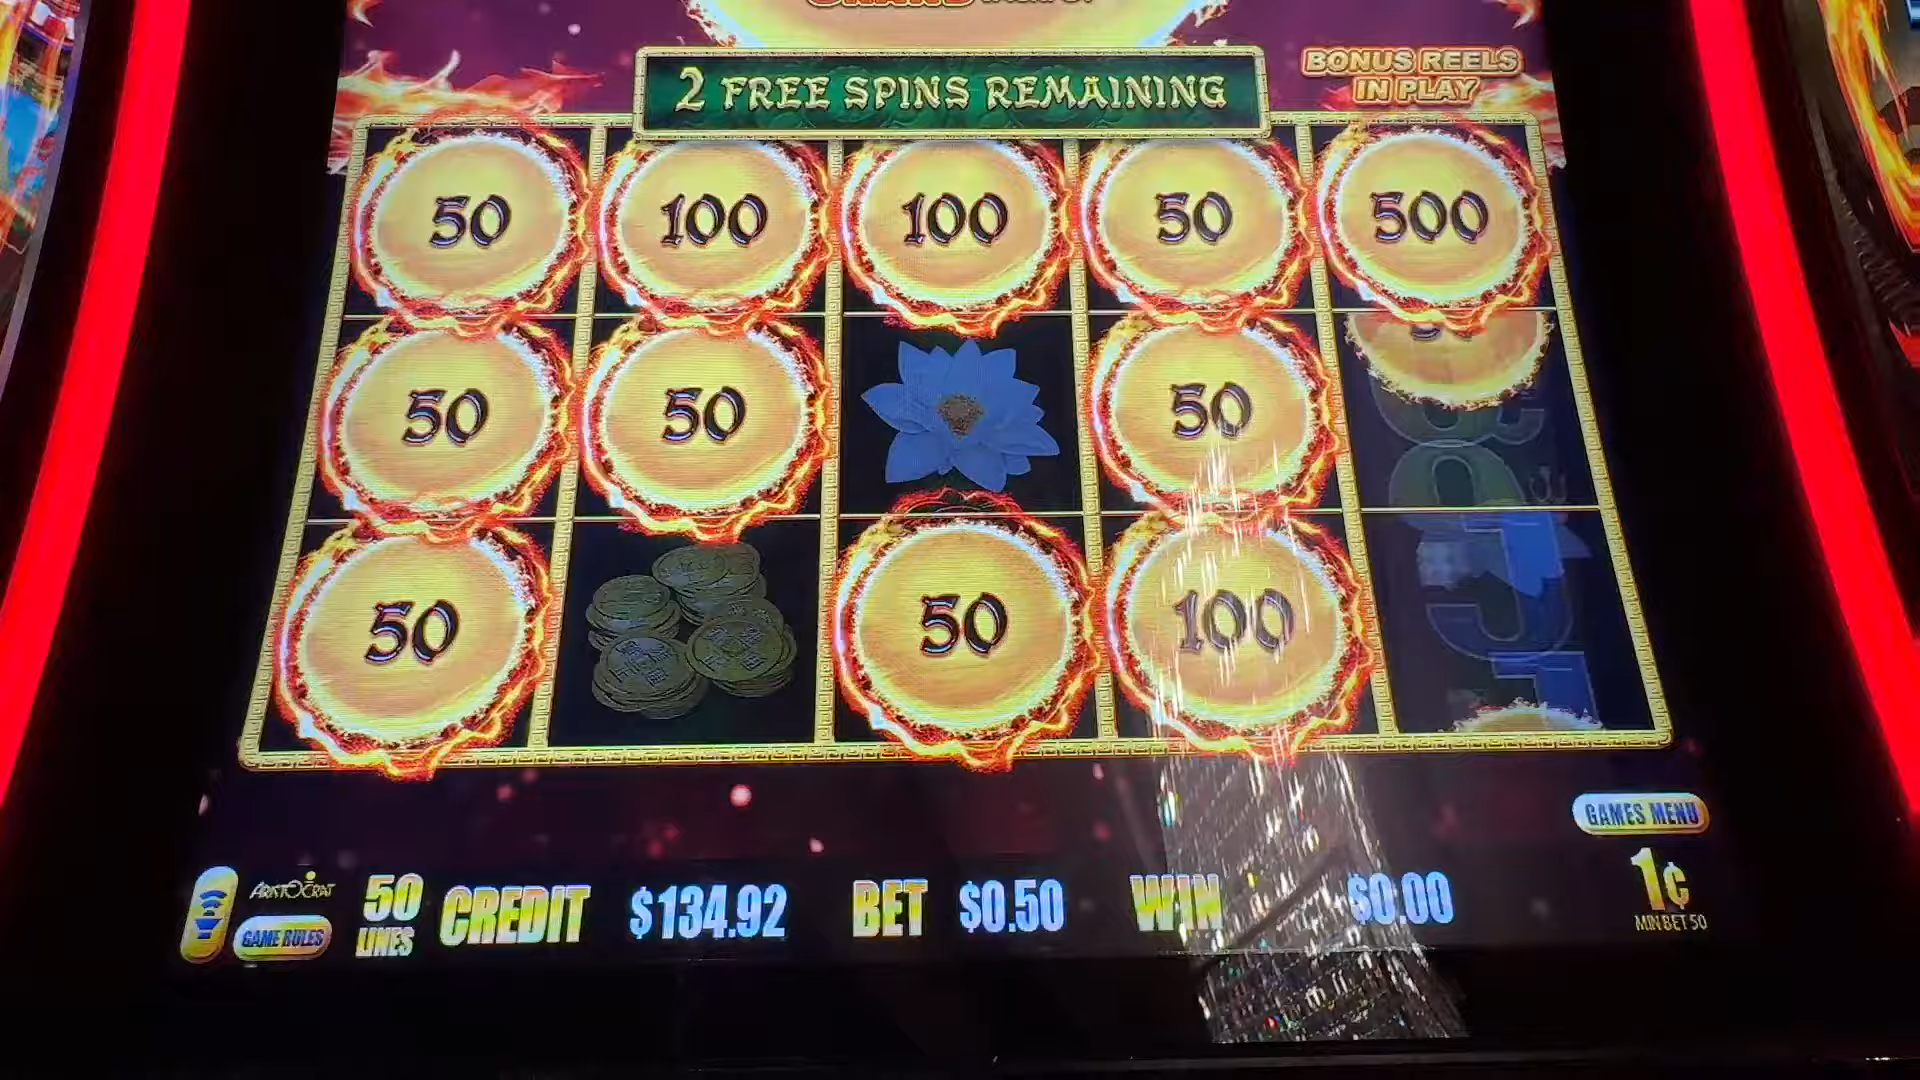 GRAND JACKPOT
2 FREE SPINS REMAINING
BONUS REELS
IN PLAY
50 100 100 50 500
50 50 50
50 50 100
GAMES MENU
ARISTOCRAT
GAME RULES
50
LINES
CREDIT $134.92
BET $0.50
WIN $0.00
1¢
MIN BET 50